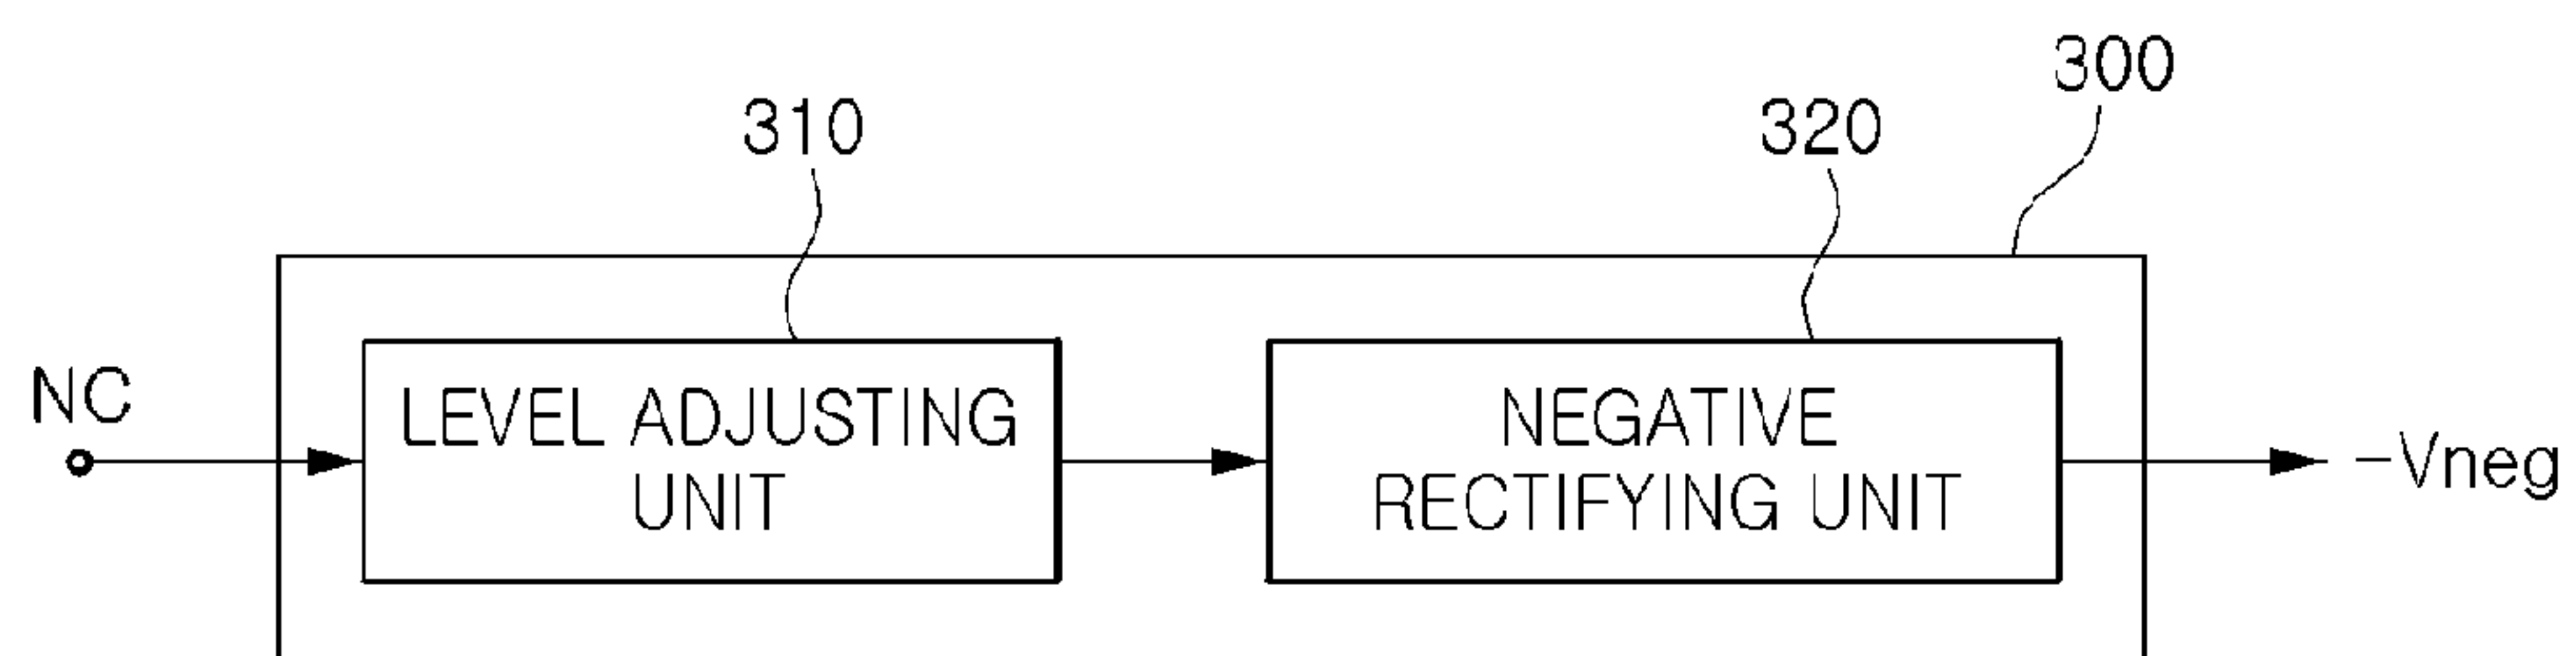 300
310
320
NC
LEVEL ADJUSTING
UNIT
NEGATIVE
RECTIFYING UNIT
-Vneg